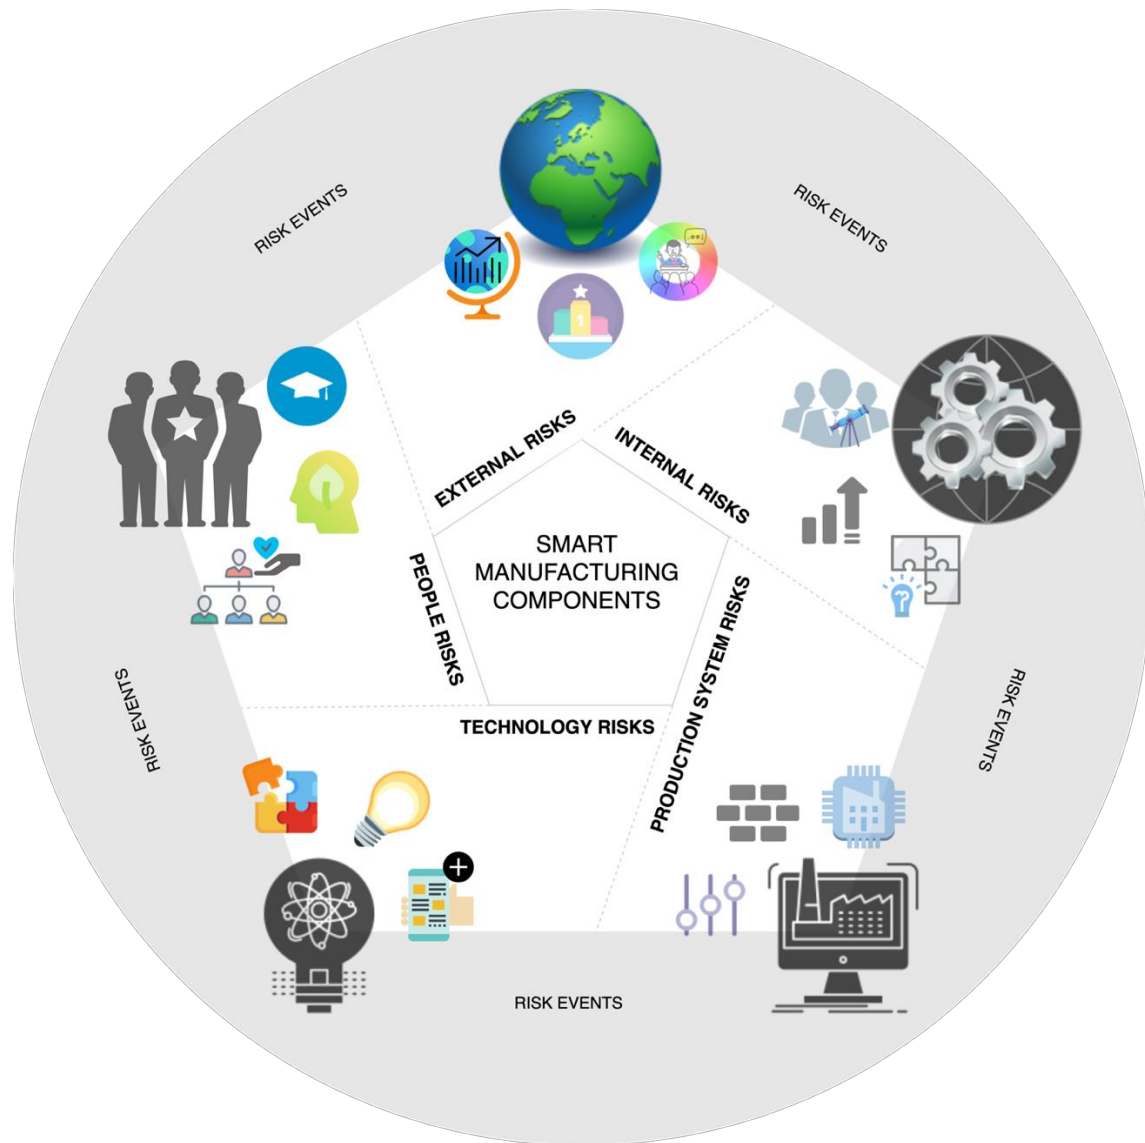 RISK EVENTS
RISK EVENTS
1
EXTERNAL RISKS
INTERNAL RISKS
SMART
MANUFACTURING
COMPONENTS
PEOPLE RISKS
PRODUCTION SYSTEM RISKS
TECHNOLOGY RISKS
RISK EVENTS
RISK EVENTS
RISK EVENTS